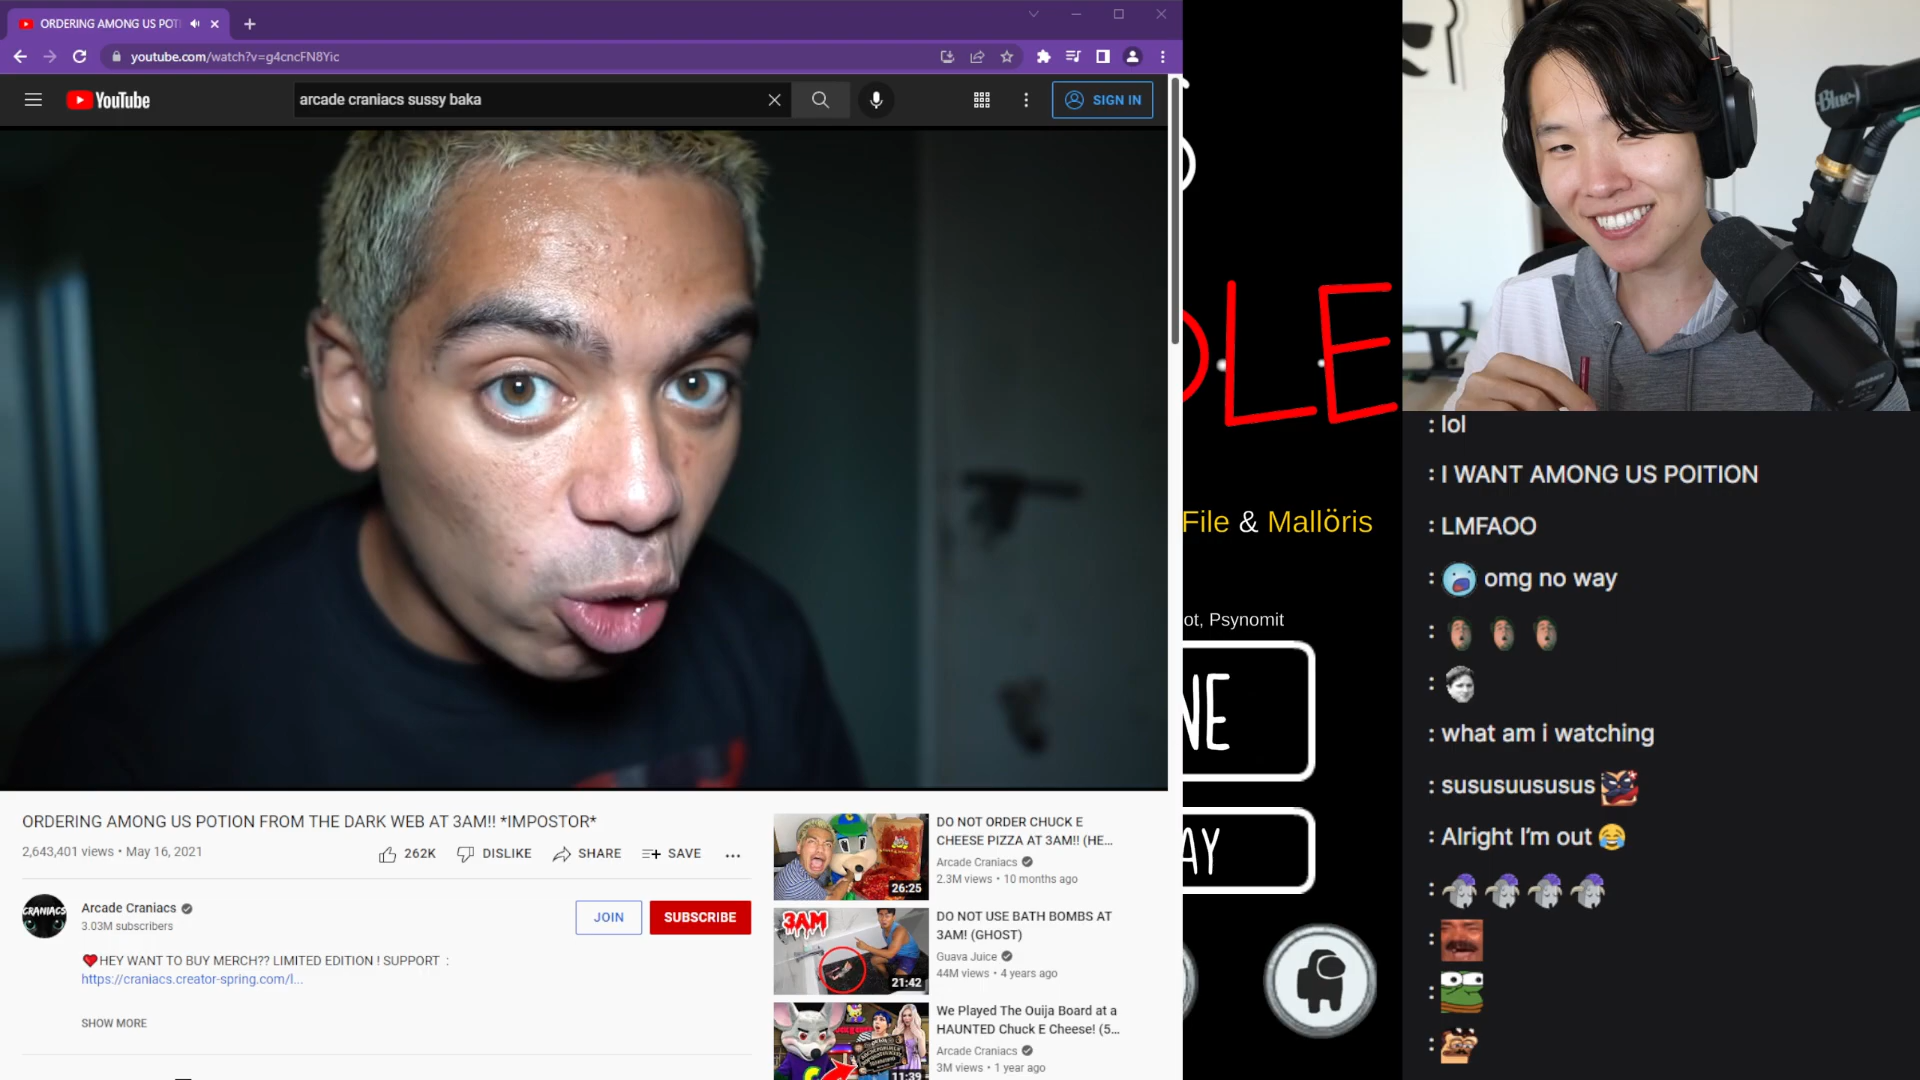 ORDERING AMONG US POT
youtube.com/watch?v=g4cncFN8Yic
YouTube
arcade craniacs sussy baka
SIGN IN
ORDERING AMONG US POTION FROM THE DARK WEB AT 3AM!! *IMPOSTOR*
2,643,401 views • May 16, 2021
262K
DISLIKE
SHARE
SAVE
CRANIACS
Arcade Craniacs
3.03M subscribers
JOIN
SUBSCRIBE
❤️HEY WANT TO BUY MERCH?? LIMITED EDITION ! SUPPORT :
https://craniacs.creator-spring.com/l...
SHOW MORE
26:25
DO NOT ORDER CHUCK E
CHEESE PIZZA AT 3AM!! (HE...
Arcade Craniacs
2.3M views • 10 months ago
3AM
21:42
DO NOT USE BATH BOMBS AT
3AM! (GHOST)
Guava Juice
44M views • 4 years ago
11:39
We Played The Ouija Board at a
HAUNTED Chuck E Cheese! (5...
Arcade Craniacs
3M views • 1 year ago
OLE
File & Mallöris
ot, Psynomit
NE
AY
Blue
: lol
: I WANT AMONG US POITION
: LMFAOO
: omg no way
:
:
: what am i watching
: sususuususus
: Alright I'm out 😂
:
:
:
: